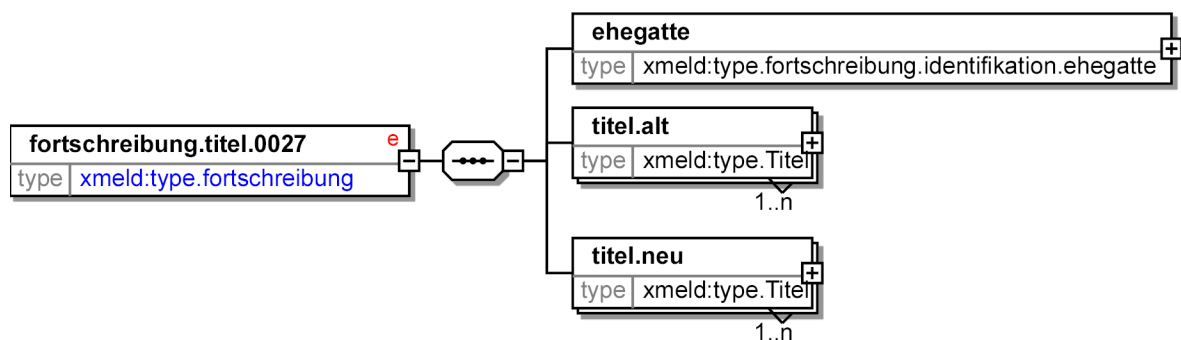 ehegatte
type xmeld:type.fortschreibung.identifikation.ehegatte
fortschreibung.titel.0027 e
type xmeld:type.fortschreibung
titel.alt
type xmeld:type.Titel
1..n
titel.neu
type xmeld:type.Titel
1..n